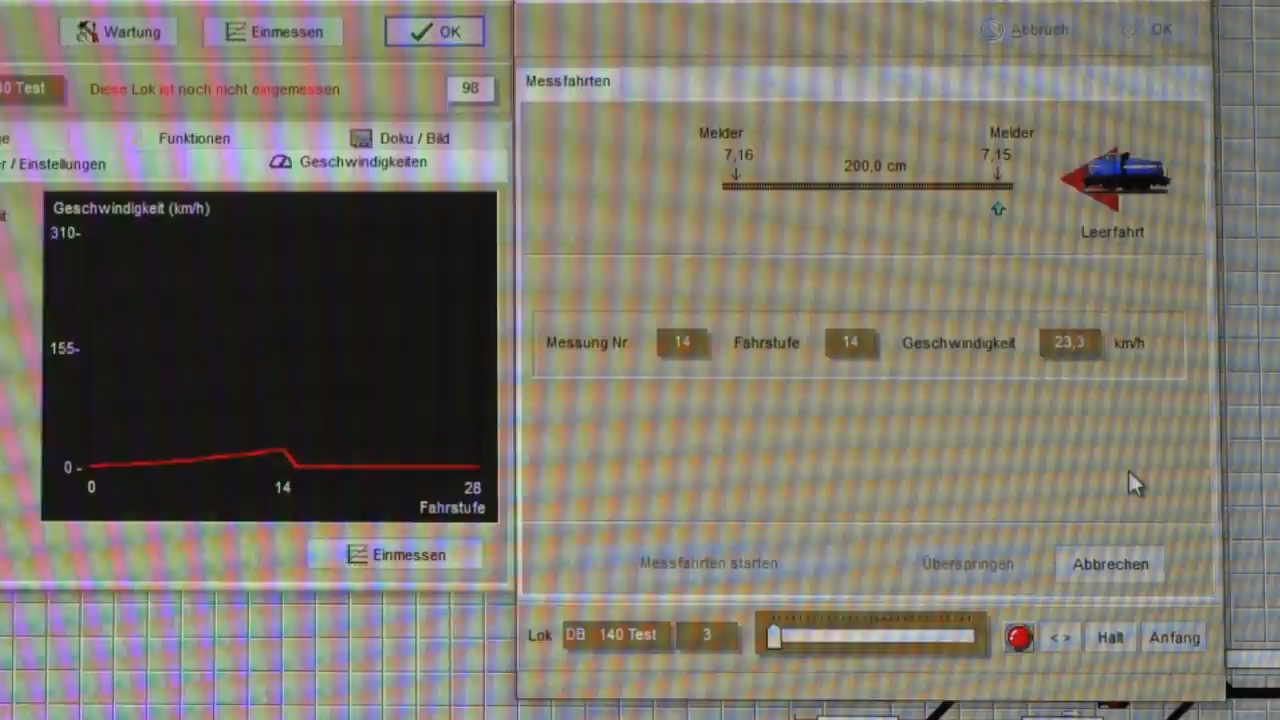 Wartung
Einmessen
OK
Abbruch
OK
40 Test
Diese Lok ist noch nicht eingemessen
98
Funktionen
Doku / Bild
/ Einstellungen
Geschwindigkeiten
Geschwindigkeit (km/h)
310-
155-
0 -
0
14
28
Fahrstufe
Einmessen
Messfahrten
Melder
7,16
200,0 cm
Melder
7,15
Leerfahrt
Messung Nr.
14
Fahrstufe
14
Geschwindigkeit
23,3
km/h
Messfahrten starten
Überspringen
Abbrechen
Lok
DB 140 Test
3
< >
Halt
Anfang